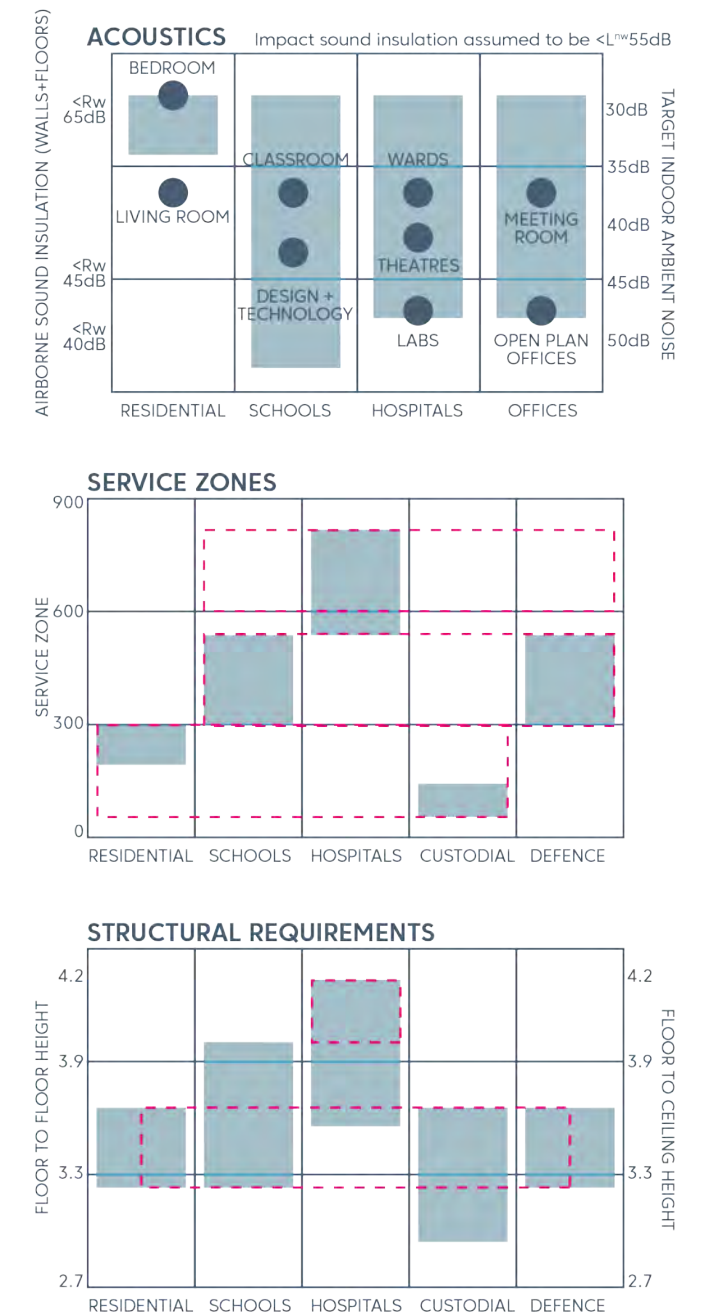 ACOUSTICS Impact sound insulation assumed to be <Lⁿʷ55dB
AIRBORNE SOUND INSULATION (WALLS+FLOORS)
<Rw
65dB
<Rw
45dB
<Rw
40dB
BEDROOM
LIVING ROOM
CLASSROOM
DESIGN +
TECHNOLOGY
WARDS
THEATRES
LABS
MEETING
ROOM
OPEN PLAN
OFFICES
30dB
35dB
40dB
45dB
50dB
TARGET INDOOR AMBIENT NOISE
RESIDENTIAL SCHOOLS HOSPITALS OFFICES
SERVICE ZONES
SERVICE ZONE
900
600
300
0
RESIDENTIAL SCHOOLS HOSPITALS CUSTODIAL DEFENCE
STRUCTURAL REQUIREMENTS
FLOOR TO FLOOR HEIGHT
4.2
3.9
3.3
2.7
4.2
3.9
3.3
2.7
FLOOR TO CEILING HEIGHT
RESIDENTIAL SCHOOLS HOSPITALS CUSTODIAL DEFENCE